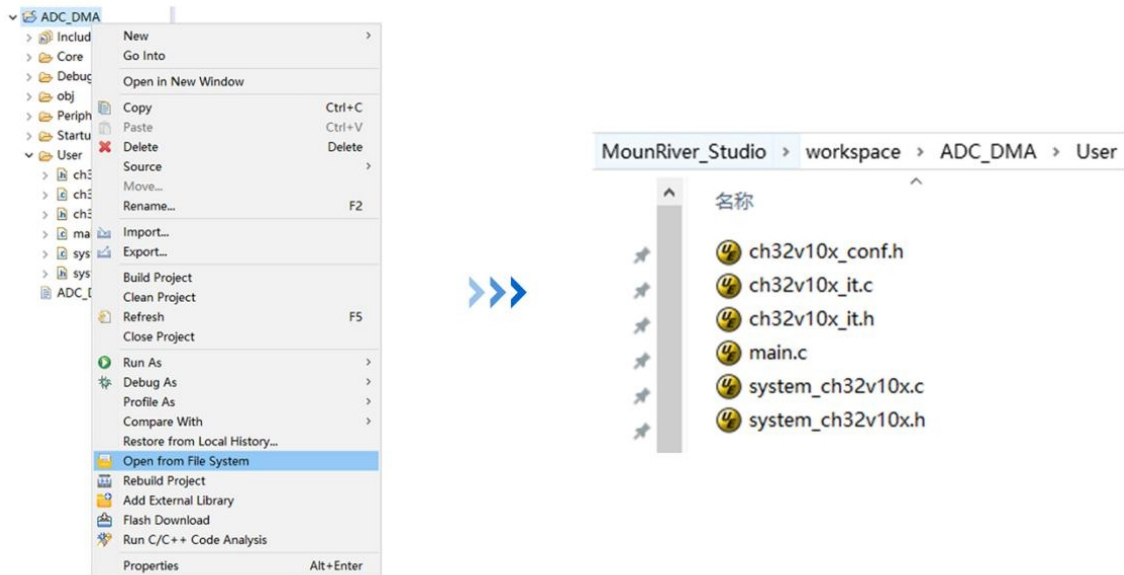 ADC_DMA
Includ
Core
Debug
obj
Periph
Startu
User
ch3
ch3
ch3
ma
sys
sys
ADC_D
New
Go Into
Open in New Window
Copy Ctrl+C
Paste Ctrl+V
Delete Delete
Source
Move...
Rename... F2
Import...
Export...
Build Project
Clean Project
Refresh F5
Close Project
Run As
Debug As
Profile As
Compare With
Restore from Local History...
Open from File System
Rebuild Project
Add External Library
Flash Download
Run C/C++ Code Analysis
Properties Alt+Enter
MounRiver_Studio > workspace > ADC_DMA > User
名称
ch32v10x_conf.h
ch32v10x_it.c
ch32v10x_it.h
main.c
system_ch32v10x.c
system_ch32v10x.h